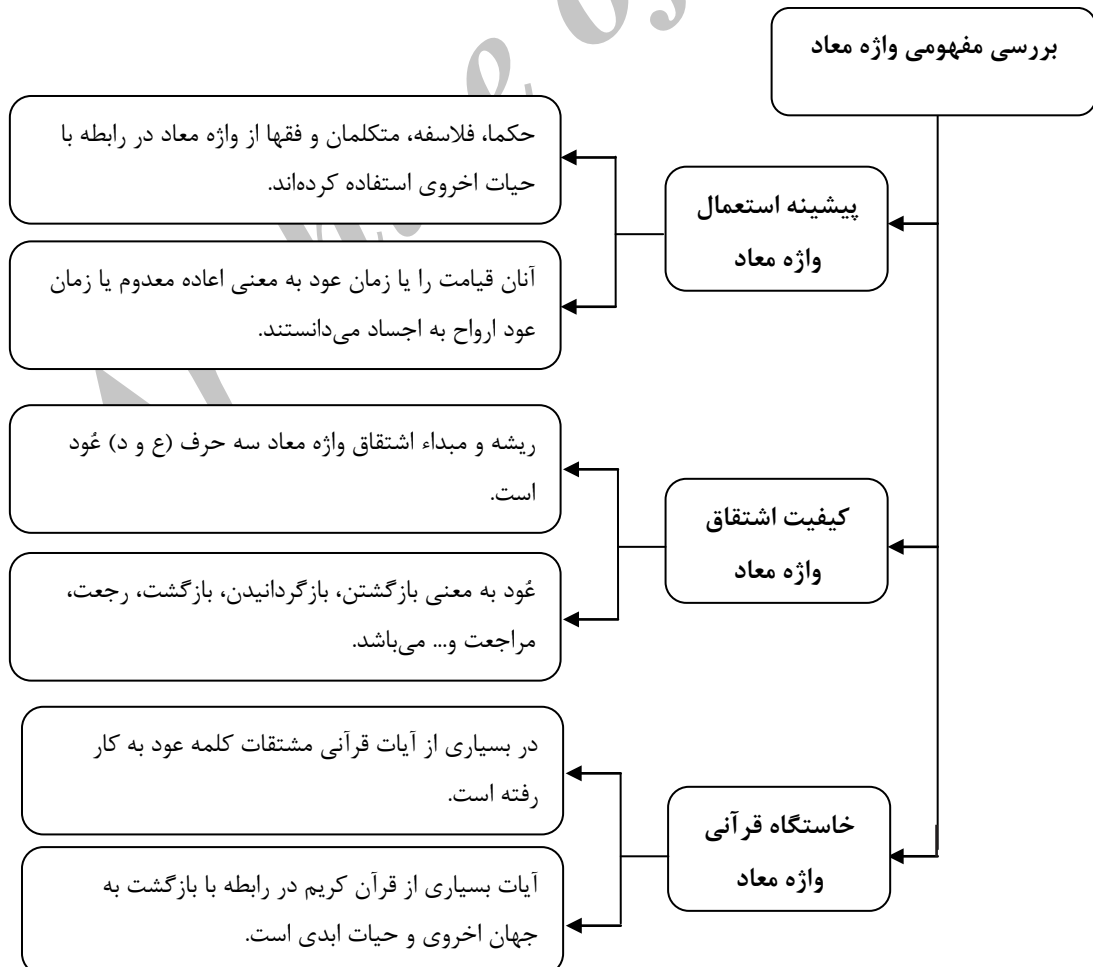 بررسی مفهومی واژه معاد
پیشینه استعمال
واژه معاد
حکما، فلاسفه، متکلمان و فقها از واژه معاد در رابطه با
حیات اخروی استفاده کرده‌اند.
آنان قیامت را یا زمان عود به معنی اعاده معدوم یا زمان
عود ارواح به اجساد می‌دانستند.
کیفیت اشتقاق
واژه معاد
ریشه و مبداء اشتقاق واژه معاد سه حرف (ع و د) عُود
است.
عُود به معنی بازگشتن، بازگردانیدن، بازگشت، رجعت،
مراجعت و... می‌باشد.
خاستگاه قرآنی
واژه معاد
در بسیاری از آیات قرآنی مشتقات کلمه عود به کار
رفته است.
آیات بسیاری از قرآن کریم در رابطه با بازگشت به
جهان اخروی و حیات ابدی است.